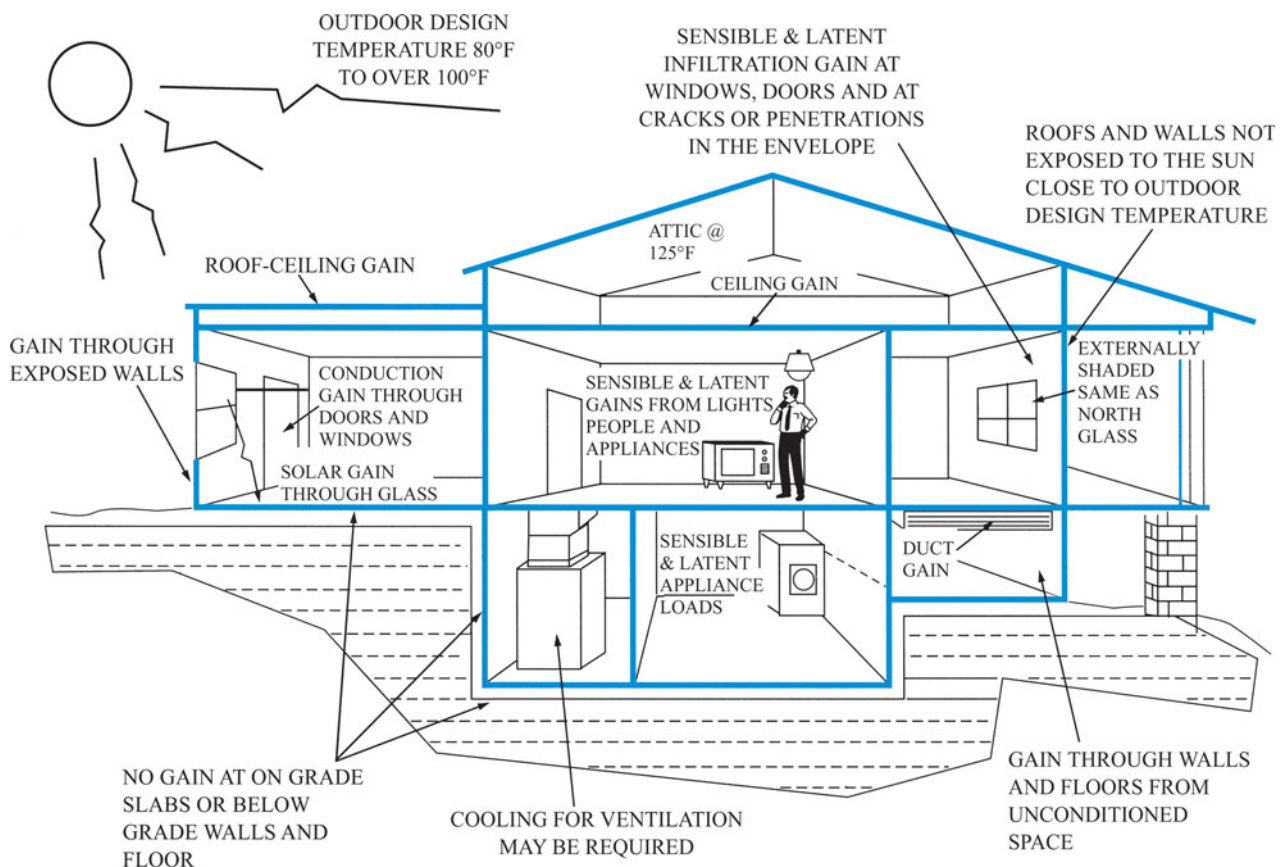 OUTDOOR DESIGN
TEMPERATURE 80°F
TO OVER 100°F
SENSIBLE & LATENT
INFILTRATION GAIN AT
WINDOWS, DOORS AND AT
CRACKS OR PENETRATIONS
IN THE ENVELOPE
ROOFS AND WALLS NOT
EXPOSED TO THE SUN
CLOSE TO OUTDOOR
DESIGN TEMPERATURE
ATTIC @
125°F
ROOF-CEILING GAIN
CEILING GAIN
GAIN THROUGH
EXPOSED WALLS
CONDUCTION
GAIN THROUGH
DOORS AND
WINDOWS
SOLAR GAIN
THROUGH GLASS
SENSIBLE & LATENT
GAINS FROM LIGHTS
PEOPLE AND
APPLIANCES
EXTERNALLY
SHADED
SAME AS
NORTH
GLASS
SENSIBLE
& LATENT
APPLIANCE
LOADS
DUCT
GAIN
NO GAIN AT ON GRADE
SLABS OR BELOW
GRADE WALLS AND
FLOOR
COOLING FOR VENTILATION
MAY BE REQUIRED
GAIN THROUGH WALLS
AND FLOORS FROM
UNCONDITIONED
SPACE